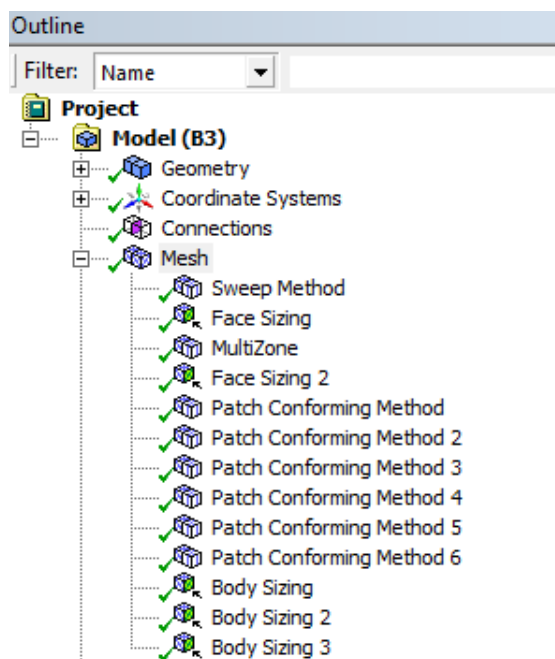 Outline
Filter: Name
Project
Model (B3)
Geometry
Coordinate Systems
Connections
Mesh
Sweep Method
Face Sizing
MultiZone
Face Sizing 2
Patch Conforming Method
Patch Conforming Method 2
Patch Conforming Method 3
Patch Conforming Method 4
Patch Conforming Method 5
Patch Conforming Method 6
Body Sizing
Body Sizing 2
Body Sizing 3